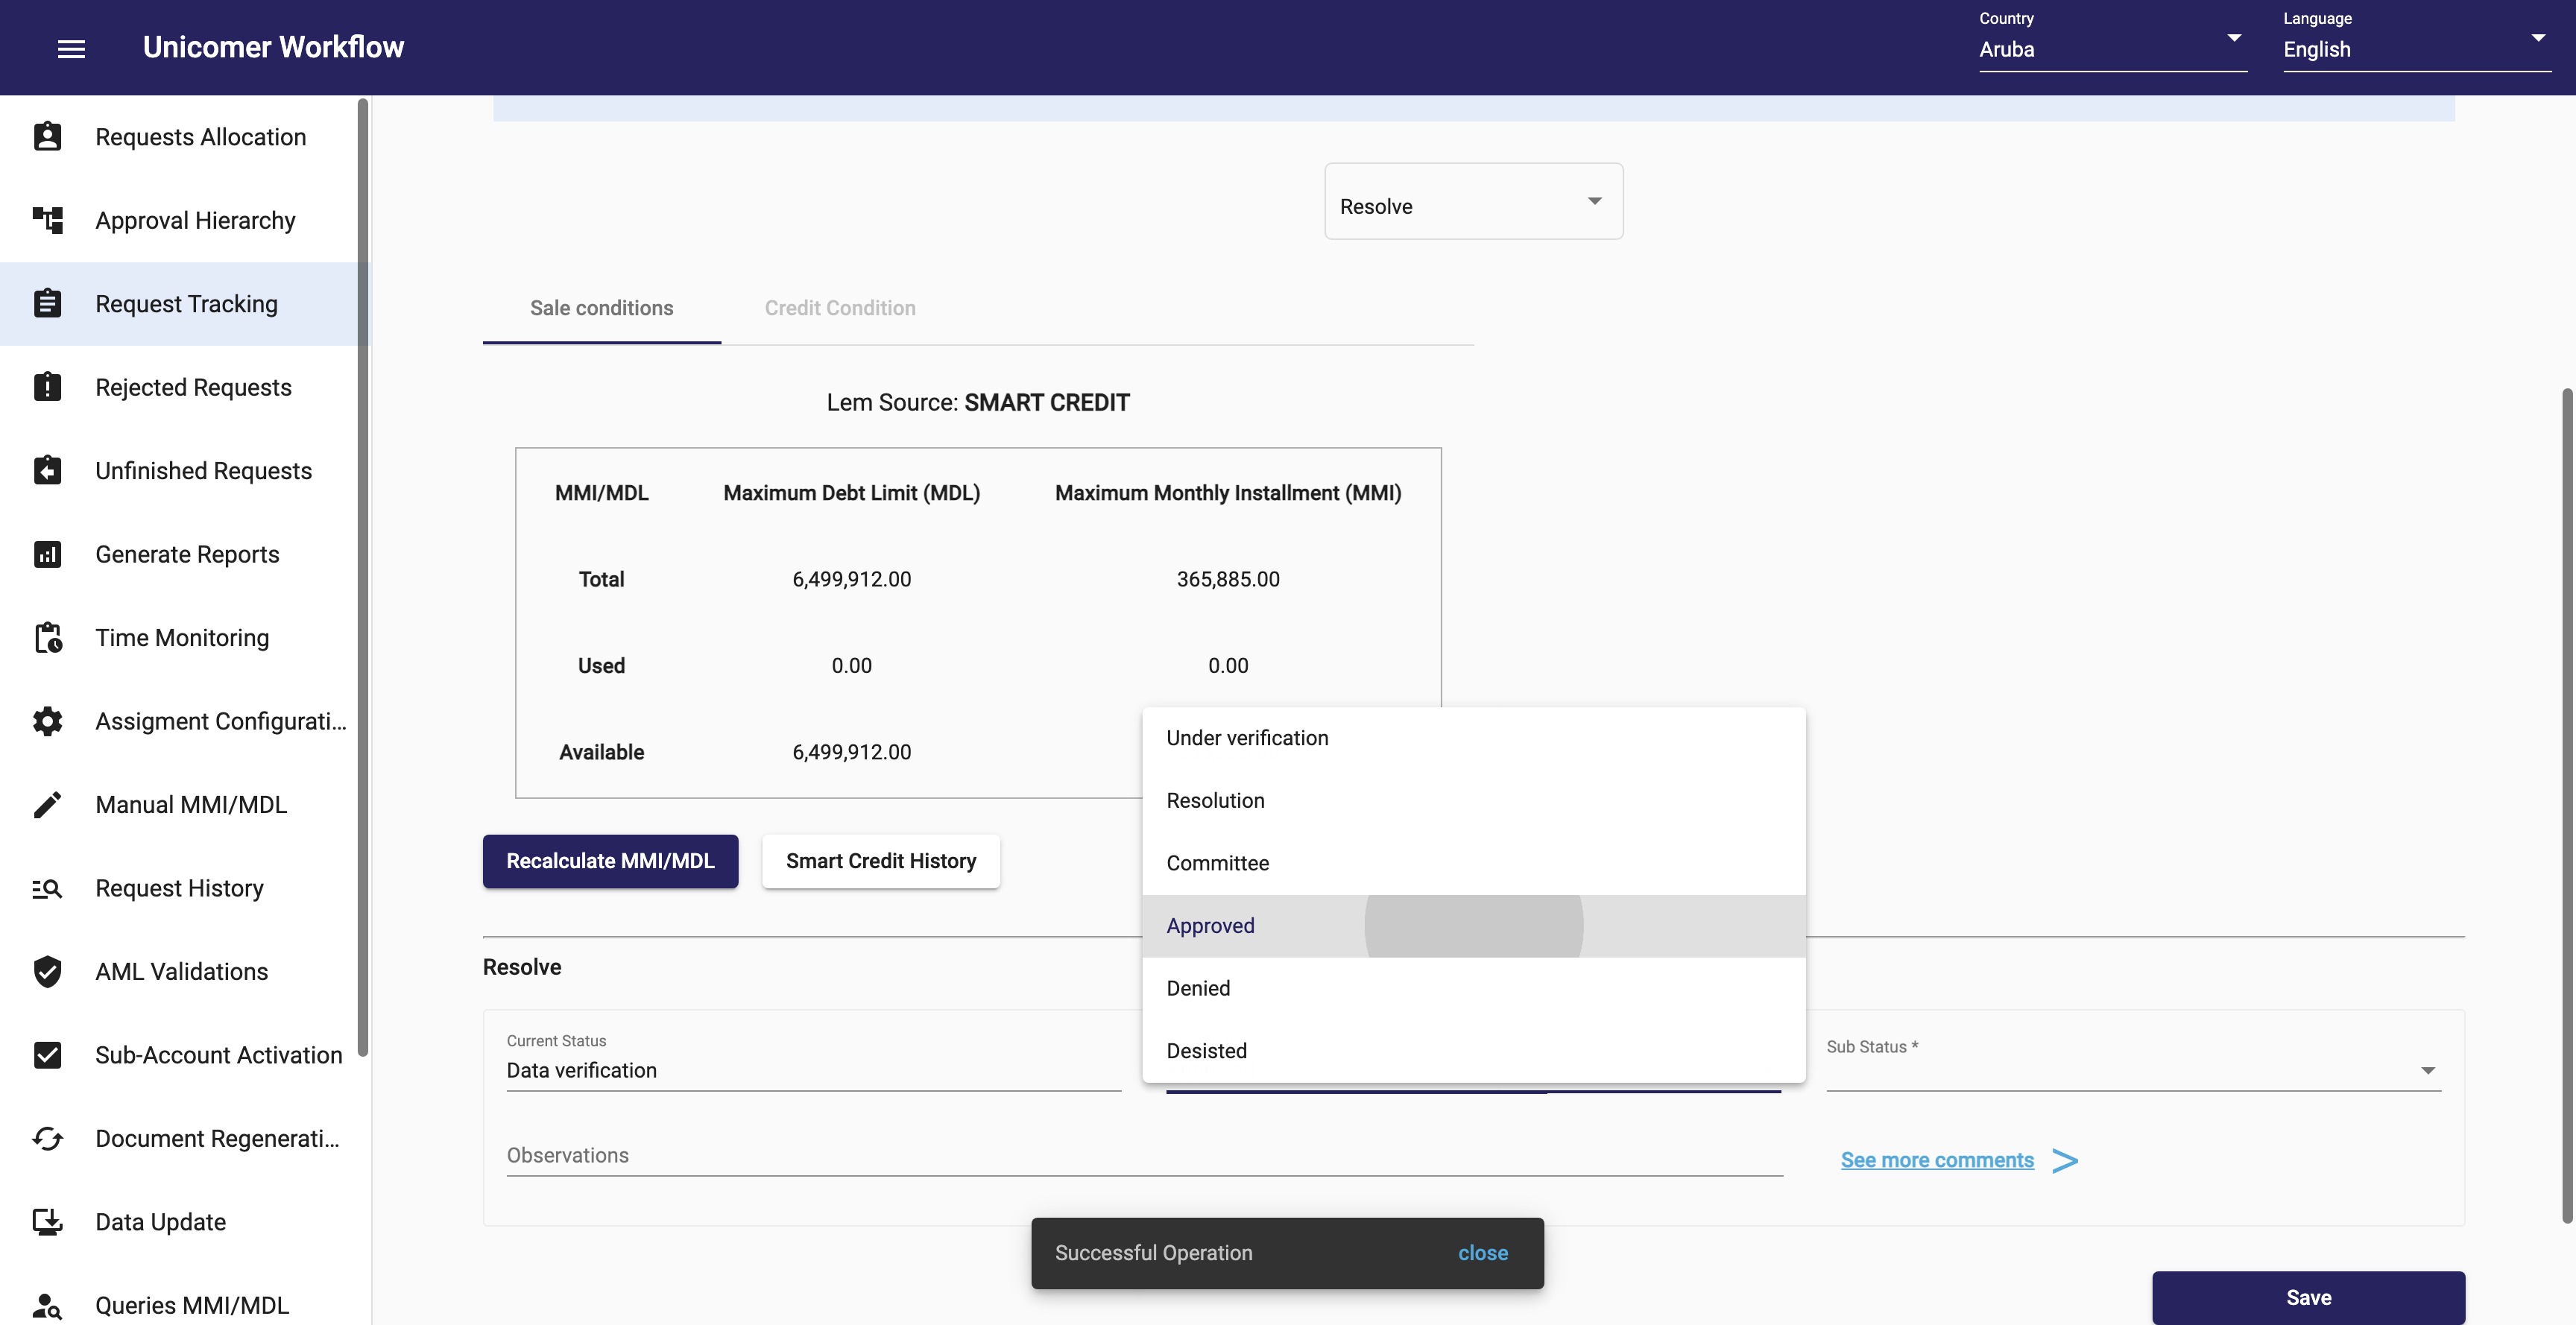 Unicomer Workflow
Country
Aruba
Language
English
Requests Allocation
Approval Hierarchy
Request Tracking
Rejected Requests
Unfinished Requests
Generate Reports
Time Monitoring
Assigment Configurati...
Manual MMI/MDL
Request History
AML Validations
Sub-Account Activation
Document Regenerati...
Data Update
Queries MMI/MDL
Resolve
Sale conditions
Credit Condition
Lem Source: SMART CREDIT
MMI/MDL Maximum Debt Limit (MDL) Maximum Monthly Installment (MMI)
Total 6,499,912.00 365,885.00
Used 0.00 0.00
Available 6,499,912.00
Under verification
Resolution
Committee
Approved
Denied
Desisted
Recalculate MMI/MDL
Smart Credit History
Resolve
Current Status
Data verification
Sub Status *
Observations
See more comments >
Successful Operation close
Save